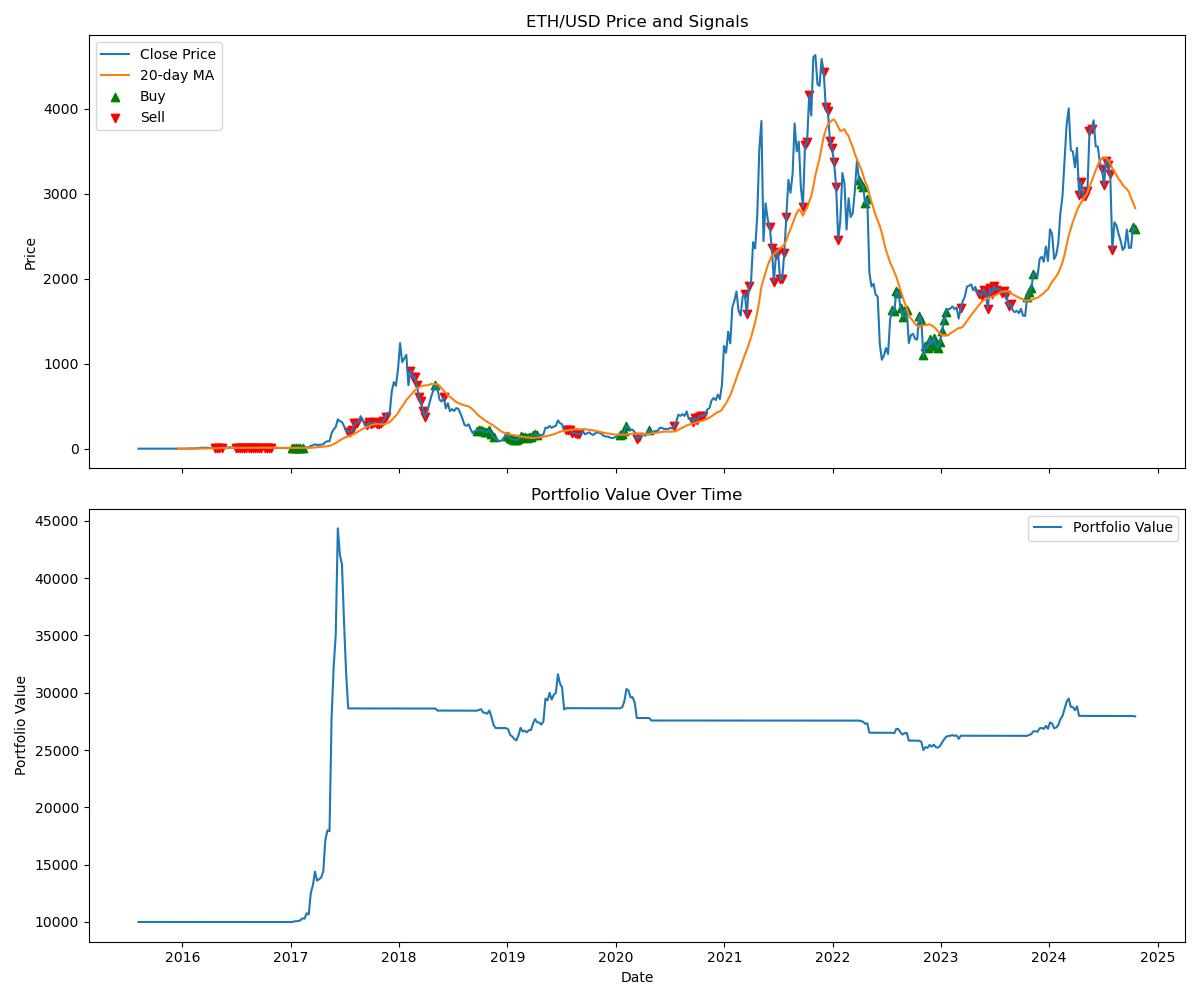 ETH/USD Price and Signals
Close Price
20-day MA
Buy
Sell
Price
4000
3000
2000
1000
0
Portfolio Value Over Time
Portfolio Value
Portfolio Value
45000
40000
35000
30000
25000
20000
15000
10000
2016 2017 2018 2019 2020 2021 2022 2023 2024 2025
Date